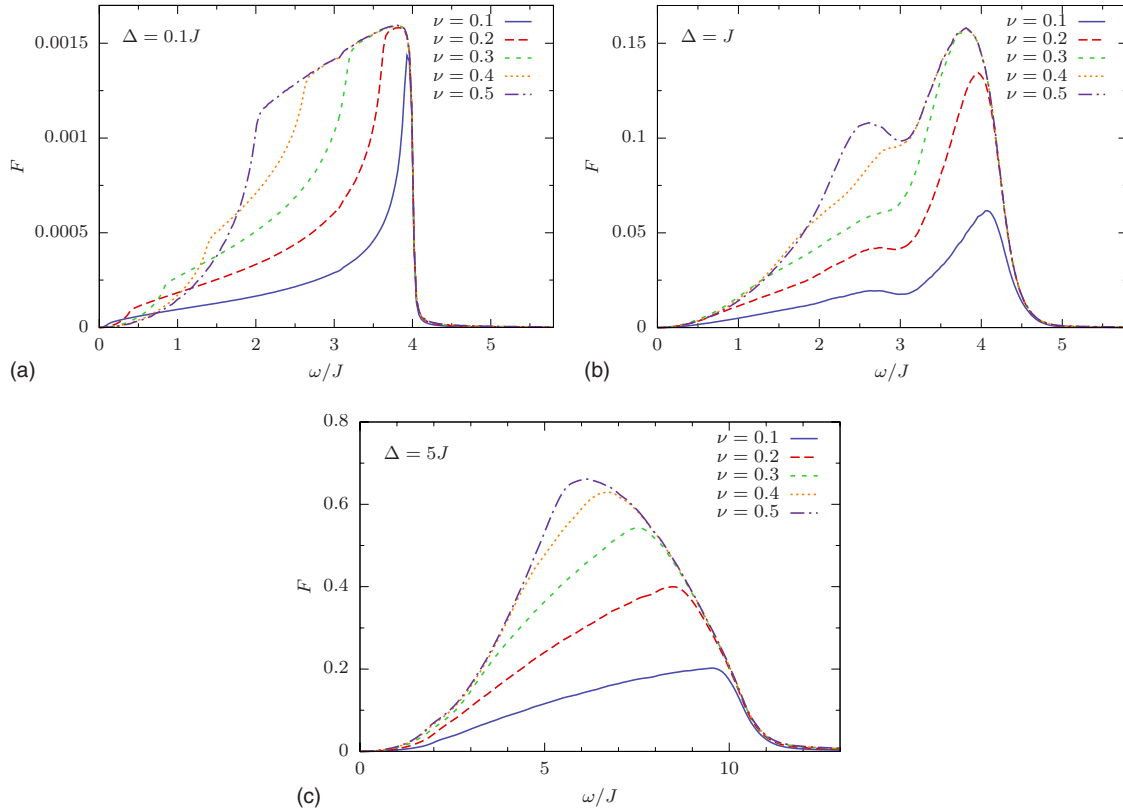 Δ = 0.1J
ν = 0.1
ν = 0.2
ν = 0.3
ν = 0.4
ν = 0.5
0.0015
0.001
0.0005
0
F
0 1 2 3 4 5
ω/J
(a)
Δ = J
ν = 0.1
ν = 0.2
ν = 0.3
ν = 0.4
ν = 0.5
0.15
0.1
0.05
0
F
0 1 2 3 4 5
ω/J
(b)
Δ = 5J
ν = 0.1
ν = 0.2
ν = 0.3
ν = 0.4
ν = 0.5
0.8
0.6
0.4
0.2
0
F
0 5 10
ω/J
(c)